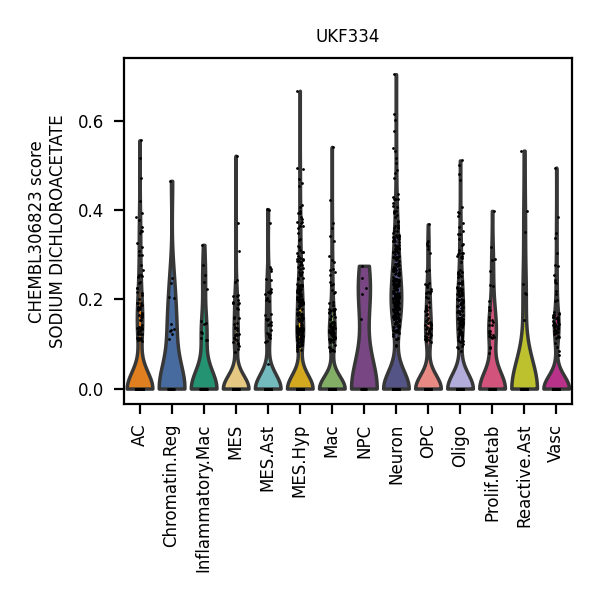 UKF334
CHEMBL306823 score
SODIUM DICHLOROACETATE
0.6
0.4
0.2
0.0
AC
Chromatin.Reg
Inflammatory.Mac
MES
MES.Ast
MES.Hyp
Mac
NPC
Neuron
OPC
Oligo
Prolif.Metab
Reactive.Ast
Vasc